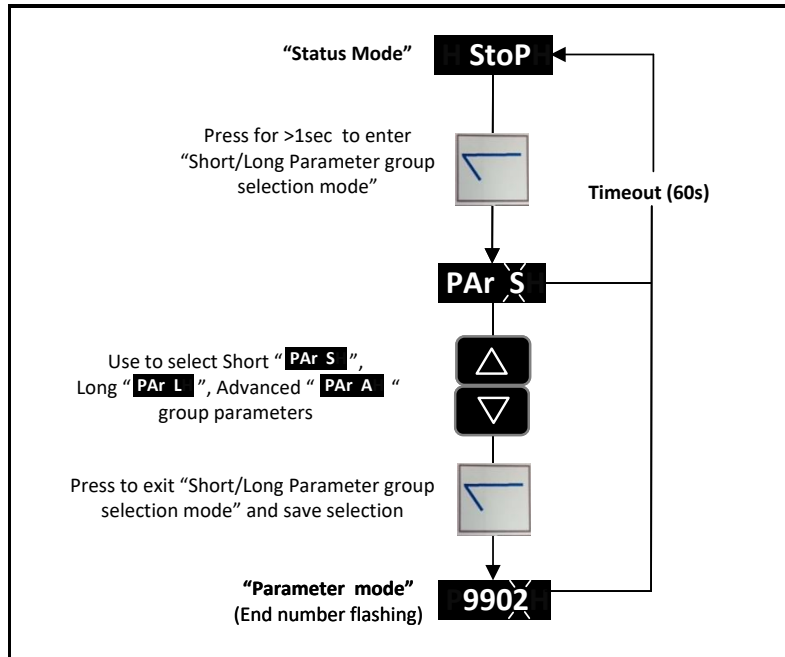 “Status Mode”
StoP
Press for >1sec to enter
“Short/Long Parameter group
selection mode”
Timeout (60s)
PAr S
Use to select Short “ PAr S ”,
Long “ PAr L ”, Advanced “ PAr A “
group parameters
Press to exit “Short/Long Parameter group
selection mode” and save selection
“Parameter mode”
(End number flashing)
9902